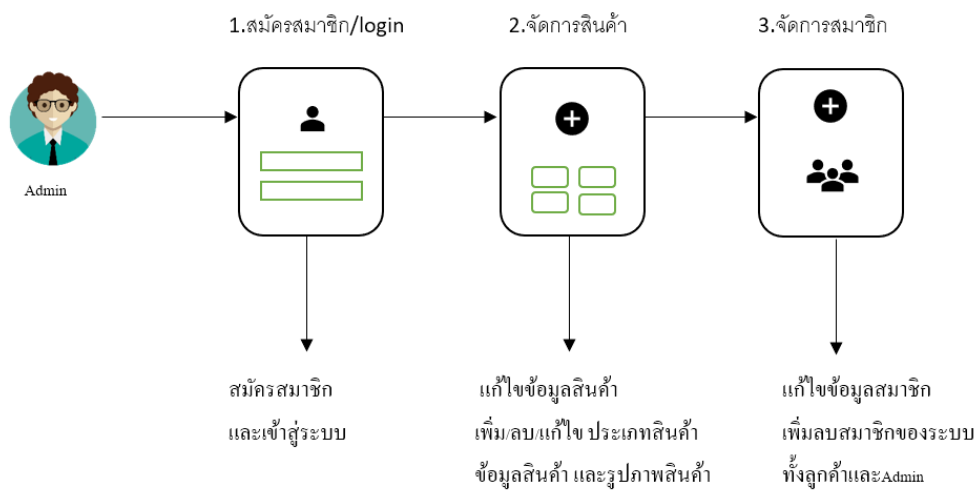 1.สมัครสมาชิก/login
2.จัดการสินค้า
3.จัดการสมาชิก
Admin
สมัครสมาชิก
และเข้าสู่ระบบ
แก้ไขข้อมูลสินค้า
เพิ่ม/ลบ/แก้ไข ประเภทสินค้า
ข้อมูลสินค้า และรูปภาพสินค้า
แก้ไขข้อมูลสมาชิก
เพิ่มลบสมาชิกของระบบ
ทั้งลูกค้าและAdmin